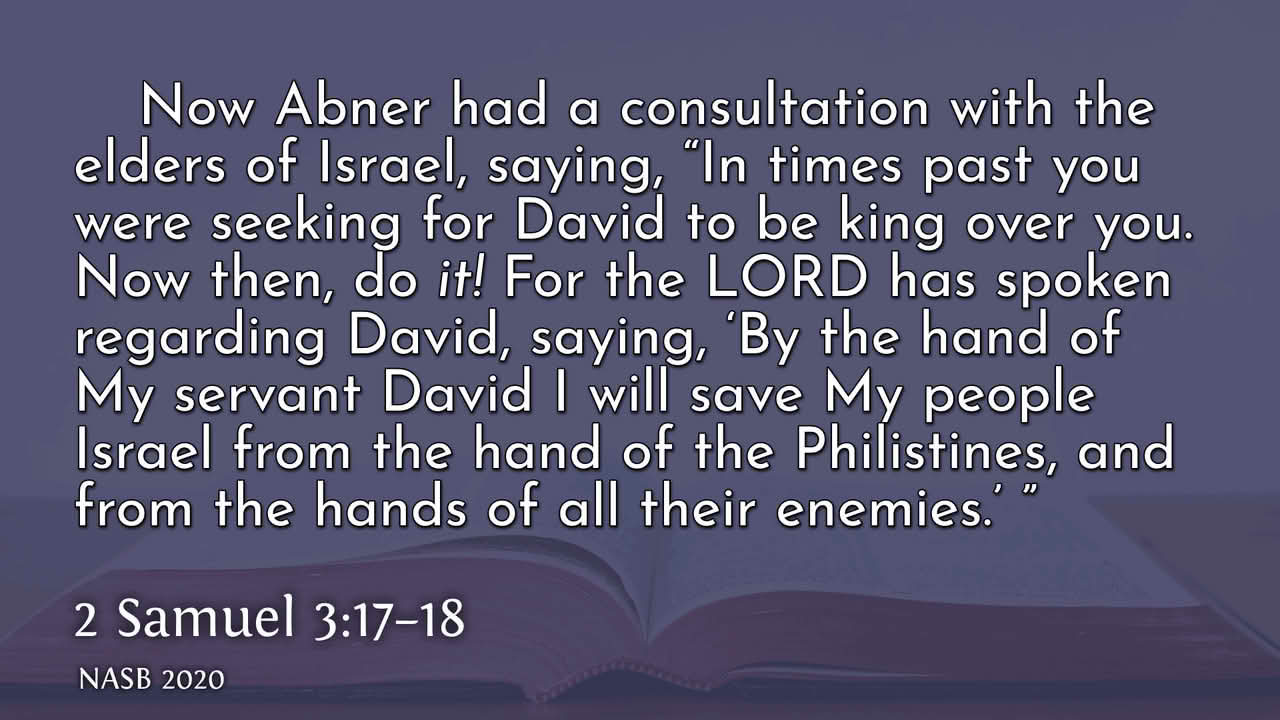 Now Abner had a consultation with the
elders of Israel, saying, “In times past you
were seeking for David to be king over you.
Now then, do it! For the LORD has spoken
regarding David, saying, ‘By the hand of
My servant David I will save My people
Israel from the hand of the Philistines, and
from the hands of all their enemies.’ ”
2 Samuel 3:17–18
NASB 2020